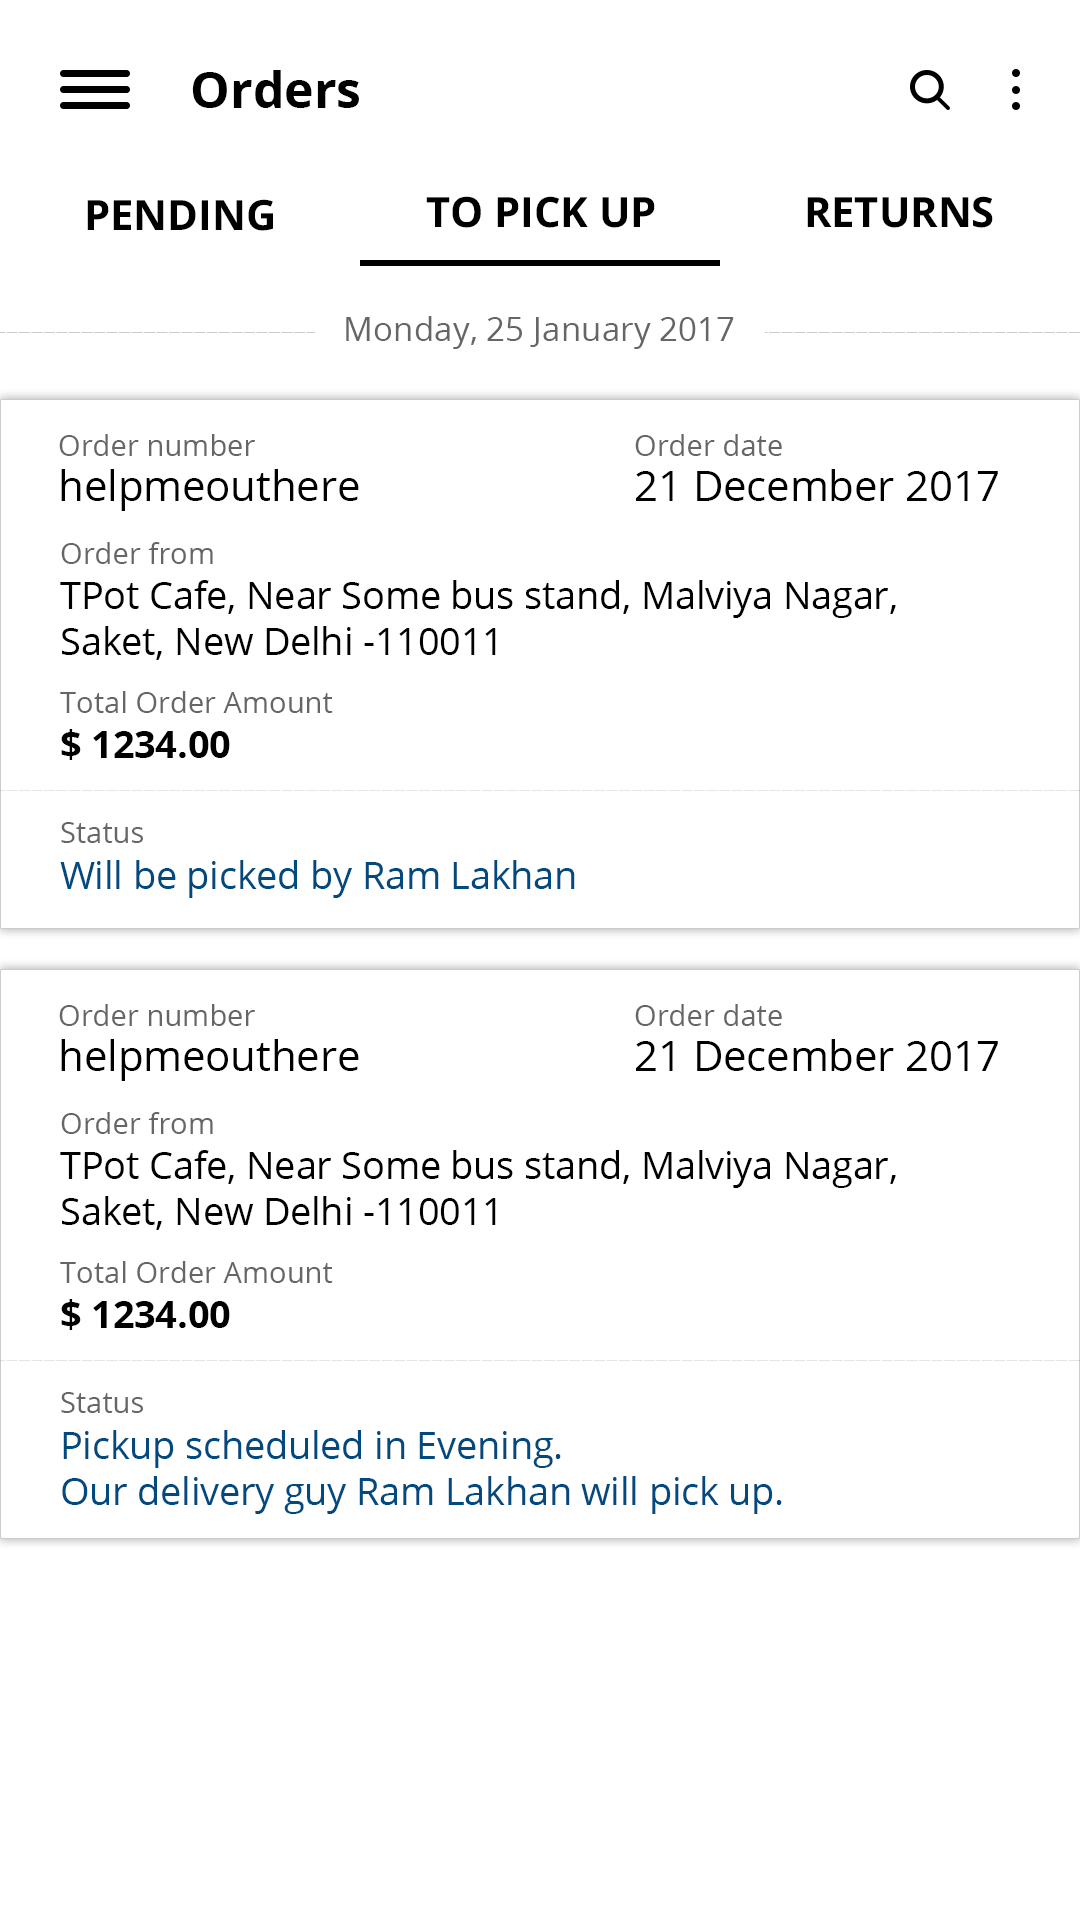 Orders
PENDING
TO PICK UP
RETURNS
Monday, 25 January 2017
Order number
helpmeouthere
Order date
21 December 2017
Order from
TPot Cafe, Near Some bus stand, Malviya Nagar,
Saket, New Delhi -110011
Total Order Amount
$ 1234.00
Status
Will be picked by Ram Lakhan
Order number
helpmeouthere
Order date
21 December 2017
Order from
TPot Cafe, Near Some bus stand, Malviya Nagar,
Saket, New Delhi -110011
Total Order Amount
$ 1234.00
Status
Pickup scheduled in Evening.
Our delivery guy Ram Lakhan will pick up.